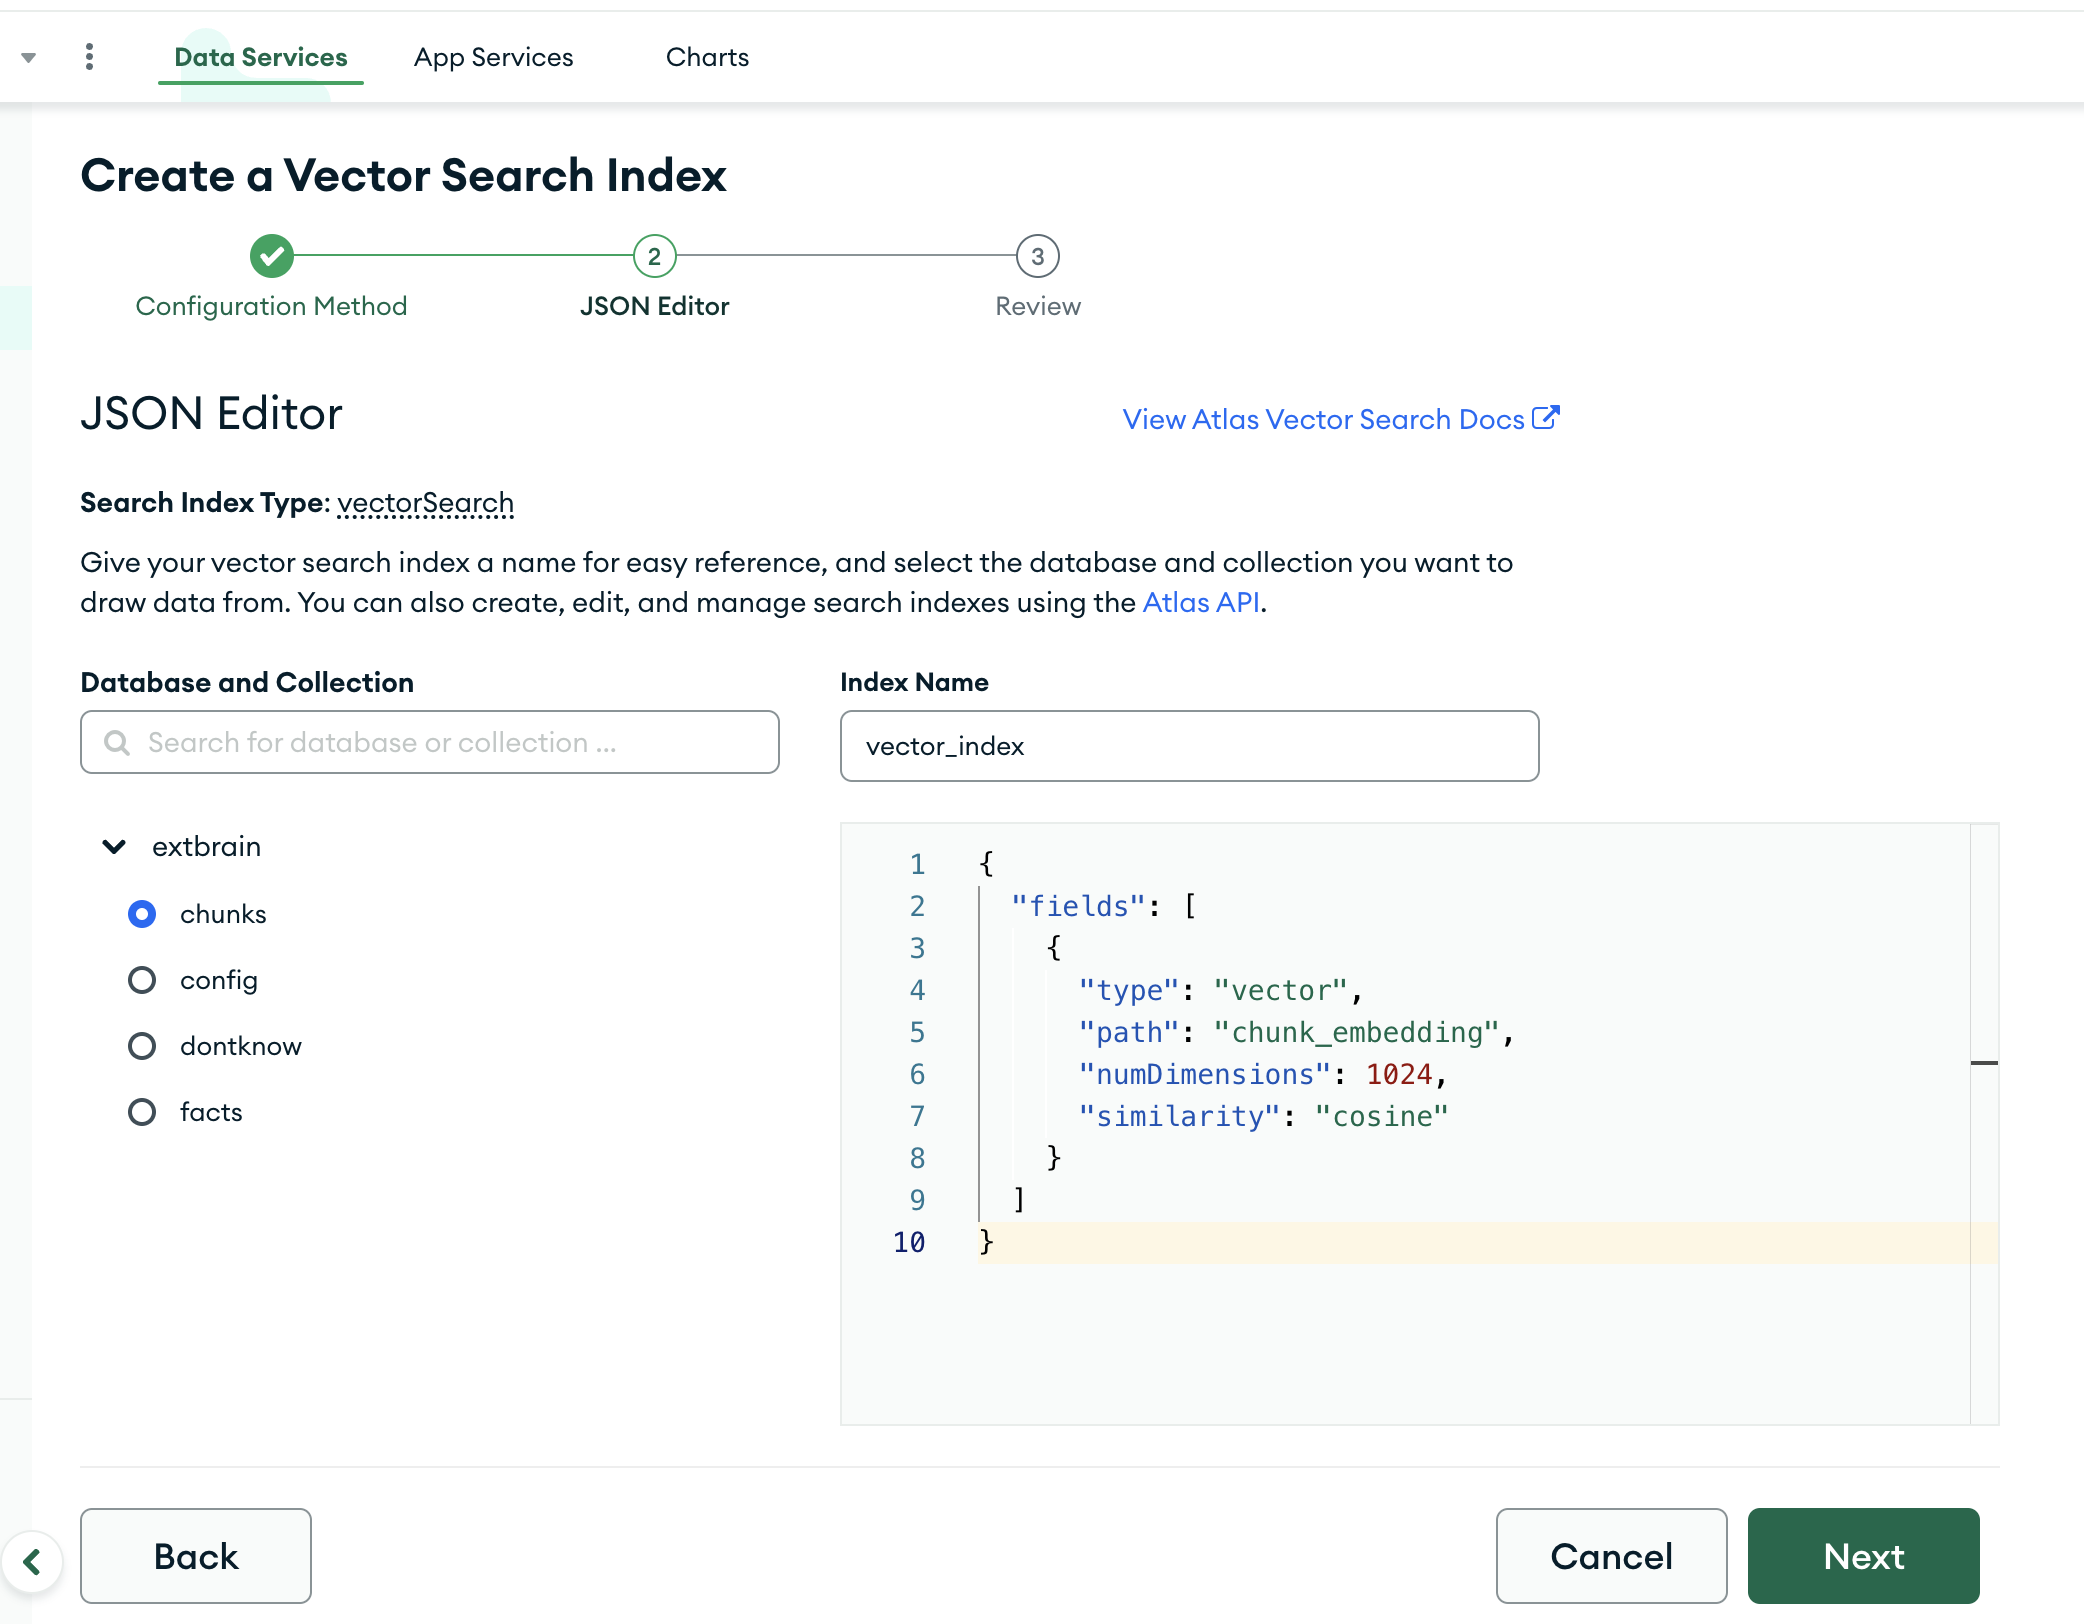 Data Services
App Services
Charts
Create a Vector Search Index
2
3
Configuration Method
JSON Editor
Review
JSON Editor
View Atlas Vector Search Docs
Search Index Type: vectorSearch
Give your vector search index a name for easy reference, and select the database and collection you want to
draw data from. You can also create, edit, and manage search indexes using the Atlas API.
Database and Collection
Search for database or collection ...
extbrain
chunks
config
dontknow
facts
Index Name
vector_index
1 {
2   "fields": [
3     {
4       "type": "vector",
5       "path": "chunk_embedding",
6       "numDimensions": 1024,
7       "similarity": "cosine"
8     }
9   ]
10 }
Back
Cancel
Next